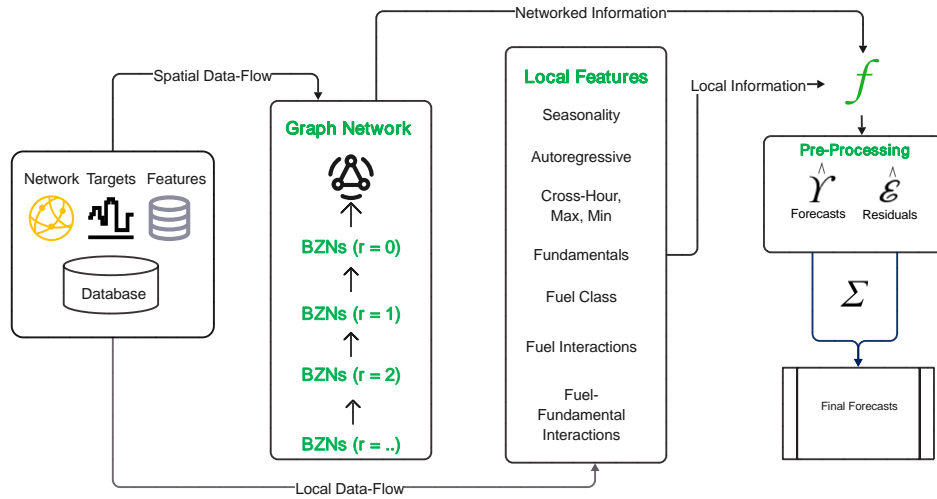 Networked Information
Spatial Data-Flow
Network Targets Features
Database
Graph Network
BZNs (r = 0)
BZNs (r = 1)
BZNs (r = 2)
BZNs (r = ..)
Local Data-Flow
Local Features
Seasonality
Autoregressive
Cross-Hour,
Max, Min
Fundamentals
Fuel Class
Fuel Interactions
Fuel-
Fundamental
Interactions
Local Information
f
Pre-Processing
Υ̂ ℰ̂
Forecasts Residuals
Σ
Final Forecasts